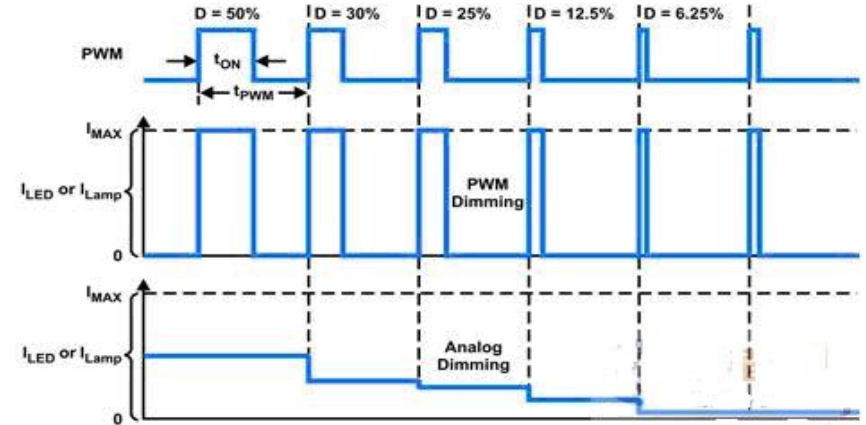 D = 50% D = 30% D = 25% D = 12.5% D = 6.25%
PWM
tON
tPWM
IMAX
ILED or ILamp
PWM
Dimming
0
IMAX
ILED or ILamp
Analog
Dimming
0